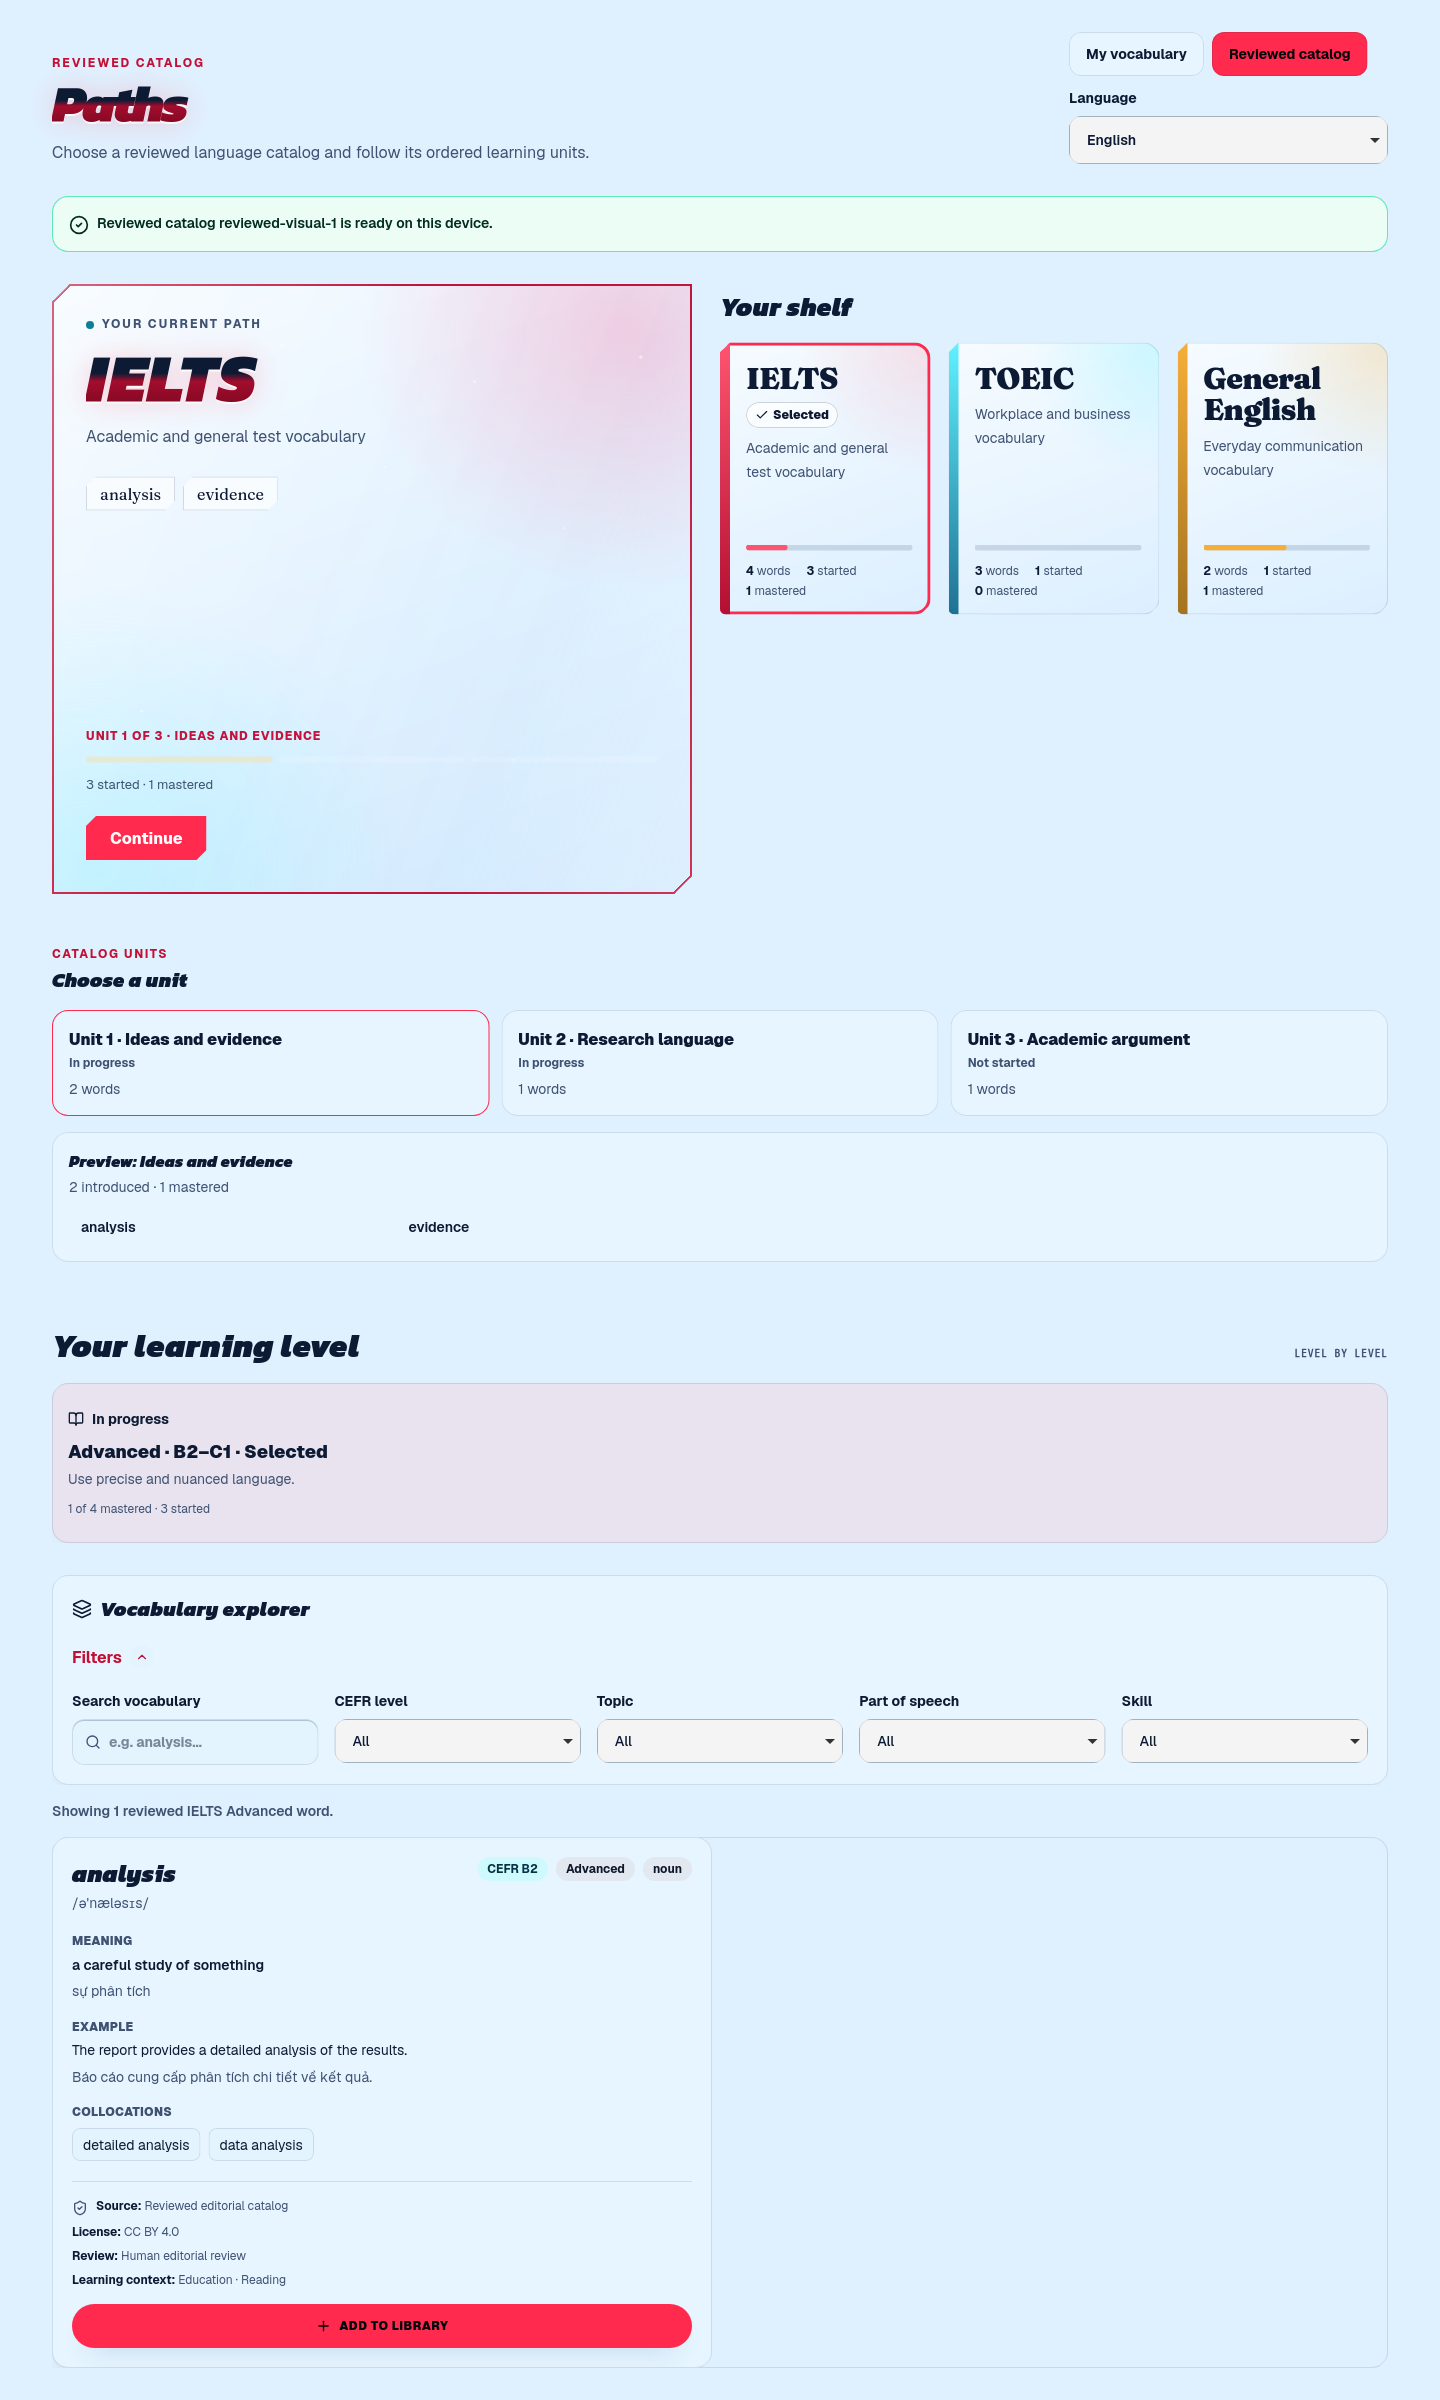 REVIEWED CATALOG
Paths
Choose a reviewed language catalog and follow its ordered learning units.
My vocabulary
Reviewed catalog
Language
English
Reviewed catalog reviewed-visual-1 is ready on this device.
YOUR CURRENT PATH
IELTS
Academic and general test vocabulary
analysis
evidence
UNIT 1 OF 3 · IDEAS AND EVIDENCE
3 started · 1 mastered
Continue
Your shelf
IELTS
Selected
Academic and general
test vocabulary
4 words 3 started
1 mastered
TOEIC
Workplace and business
vocabulary
3 words 1 started
0 mastered
General
English
Everyday communication
vocabulary
2 words 1 started
1 mastered
CATALOG UNITS
Choose a unit
Unit 1 · Ideas and evidence
In progress
2 words
Unit 2 · Research language
In progress
1 words
Unit 3 · Academic argument
Not started
1 words
Preview: Ideas and evidence
2 introduced · 1 mastered
analysis
evidence
Your learning level
LEVEL BY LEVEL
In progress
Advanced · B2–C1 · Selected
Use precise and nuanced language.
1 of 4 mastered · 3 started
Vocabulary explorer
Filters
Search vocabulary
e.g. analysis...
CEFR level
All
Topic
All
Part of speech
All
Skill
All
Showing 1 reviewed IELTS Advanced word.
analysis
CEFR B2
Advanced
noun
/əˈnæləsɪs/
MEANING
a careful study of something
sự phân tích
EXAMPLE
The report provides a detailed analysis of the results.
Báo cáo cung cấp phân tích chi tiết về kết quả.
COLLOCATIONS
detailed analysis
data analysis
Source: Reviewed editorial catalog
License: CC BY 4.0
Review: Human editorial review
Learning context: Education · Reading
ADD TO LIBRARY